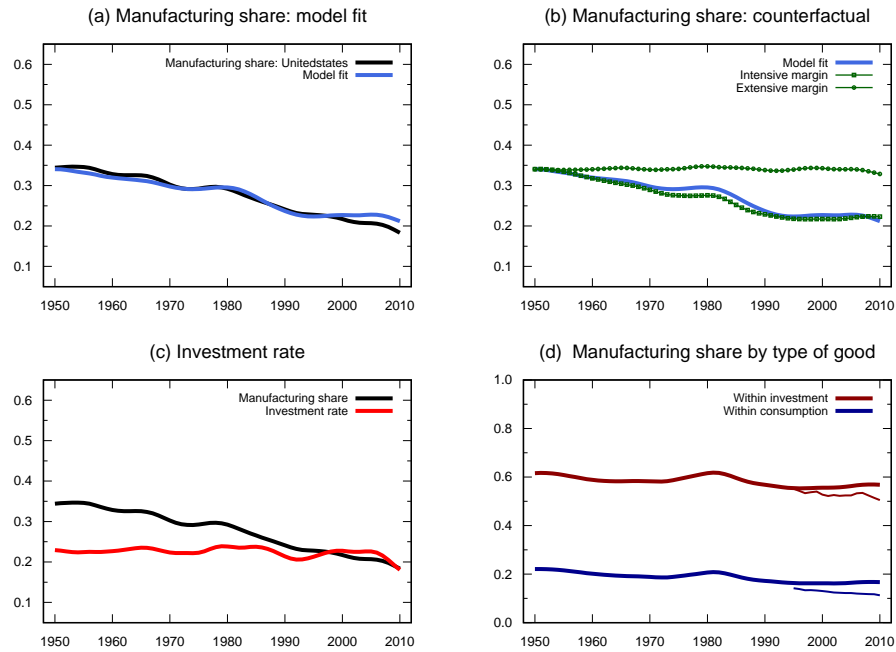 (a) Manufacturing share: model fit
Manufacturing share: Unitedstates
Model fit
0.6
0.5
0.4
0.3
0.2
0.1
1950 1960 1970 1980 1990 2000 2010
(b) Manufacturing share: counterfactual
Model fit
Intensive margin
Extensive margin
0.6
0.5
0.4
0.3
0.2
0.1
1950 1960 1970 1980 1990 2000 2010
(c) Investment rate
Manufacturing share
Investment rate
0.6
0.5
0.4
0.3
0.2
0.1
1950 1960 1970 1980 1990 2000 2010
(d) Manufacturing share by type of good
Within investment
Within consumption
1.0
0.8
0.6
0.4
0.2
0.0
1950 1960 1970 1980 1990 2000 2010